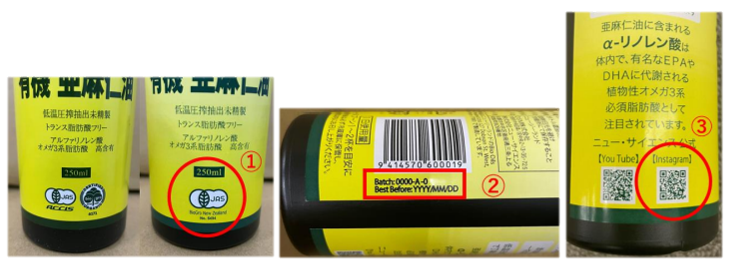 有機 亜麻仁油
低温圧搾抽出未精製
トランス脂肪酸フリー
アルファリノレン酸
オメガ3系脂肪酸 高含有
250ml
JAS
有機 亜麻仁油
低温圧搾抽出未精製
トランス脂肪酸フリー
アルファリノレン酸
オメガ3系脂肪酸 高含有
①
250ml
JAS
BioGro New Zealand
9 414570 600019
Batch: 0000-A-0
Best Before: YYYY/MM/DD
②
亜麻仁油に含まれる
α-リノレン酸は
体内で、有名なEPAや
DHAに代謝される
植物性オメガ3系
必須脂肪酸として
注目されています。
③
ニュー・サイエンス公式
【You Tube】 【Instagram】